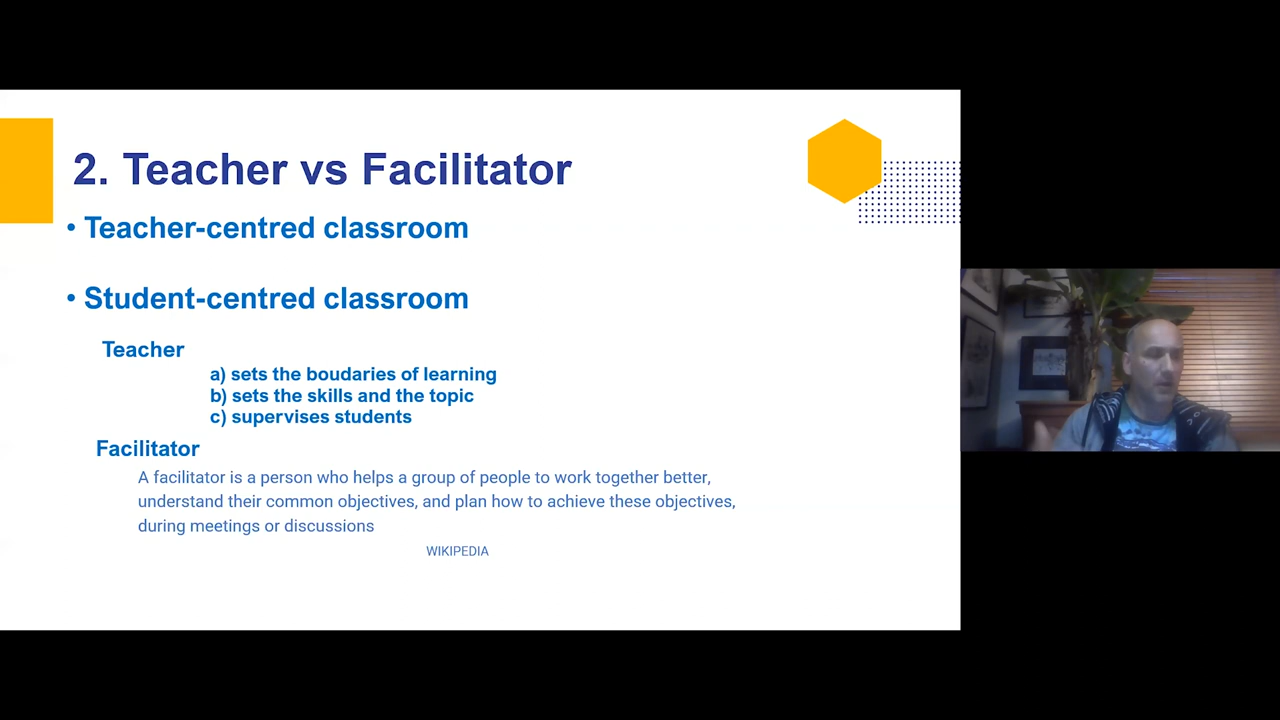 2. Teacher vs Facilitator
• Teacher-centred classroom
• Student-centred classroom
Teacher
a) sets the boudaries of learning
b) sets the skills and the topic
c) supervises students
Facilitator
A facilitator is a person who helps a group of people to work together better,
understand their common objectives, and plan how to achieve these objectives,
during meetings or discussions
WIKIPEDIA